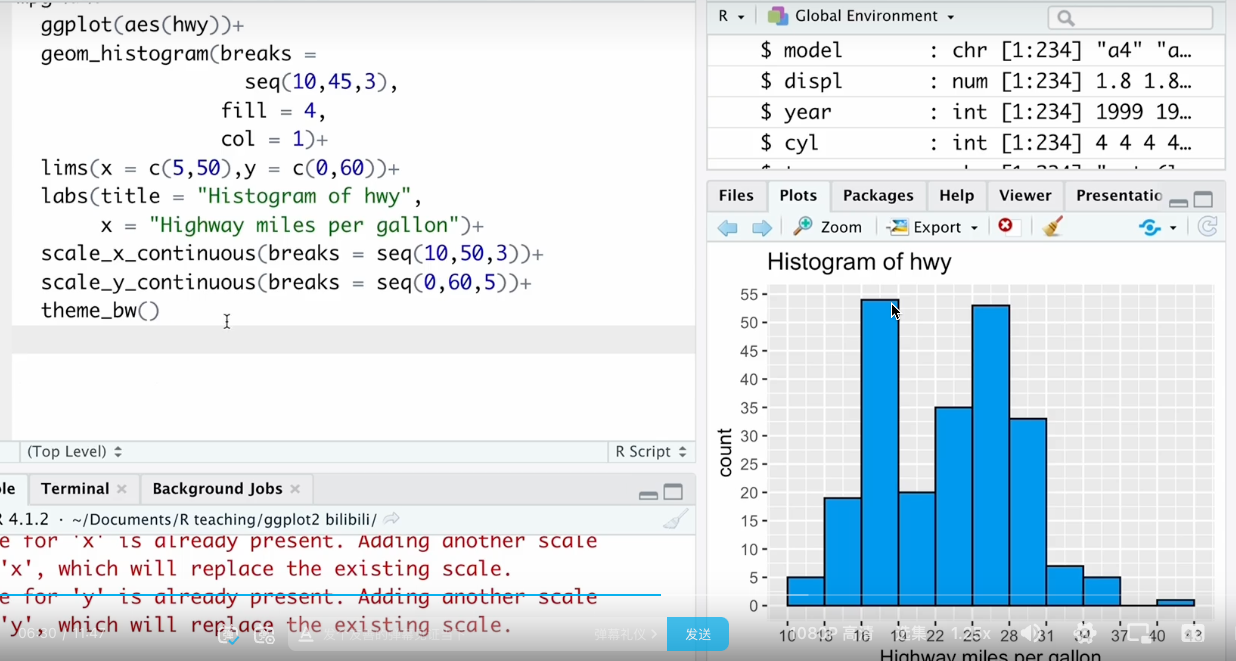 ggplot(aes(hwy))+
geom_histogram(breaks =
seq(10,45,3),
fill = 4,
col = 1)+
lims(x = c(5,50),y = c(0,60))+
labs(title = "Histogram of hwy",
x = "Highway miles per gallon")+
scale_x_continuous(breaks = seq(10,50,3))+
scale_y_continuous(breaks = seq(0,60,5))+
theme_bw()
(Top Level)
R Script
Terminal
Background Jobs
R 4.1.2 · ~/Documents/R teaching/ggplot2 bilibili/
e for 'x' is already present. Adding another scale
'x', which will replace the existing scale.
e for 'y' is already present. Adding another scale
'y', which will replace the existing scale.
06:30 / 11:47
弹幕礼仪
发送
R
Global Environment
$ model : chr [1:234] "a4" "a…
$ displ : num [1:234] 1.8 1.8…
$ year : int [1:234] 1999 19…
$ cyl : int [1:234] 4 4 4 4…
Files Plots Packages Help Viewer Presentatio
Zoom Export
Histogram of hwy
55
50
45
40
35
30
25
20
15
10
5
0
count
10 13 16 19 22 25 28 31 34 37 40 43
1080P 高清 选集 1.25x
Highway miles per gallon